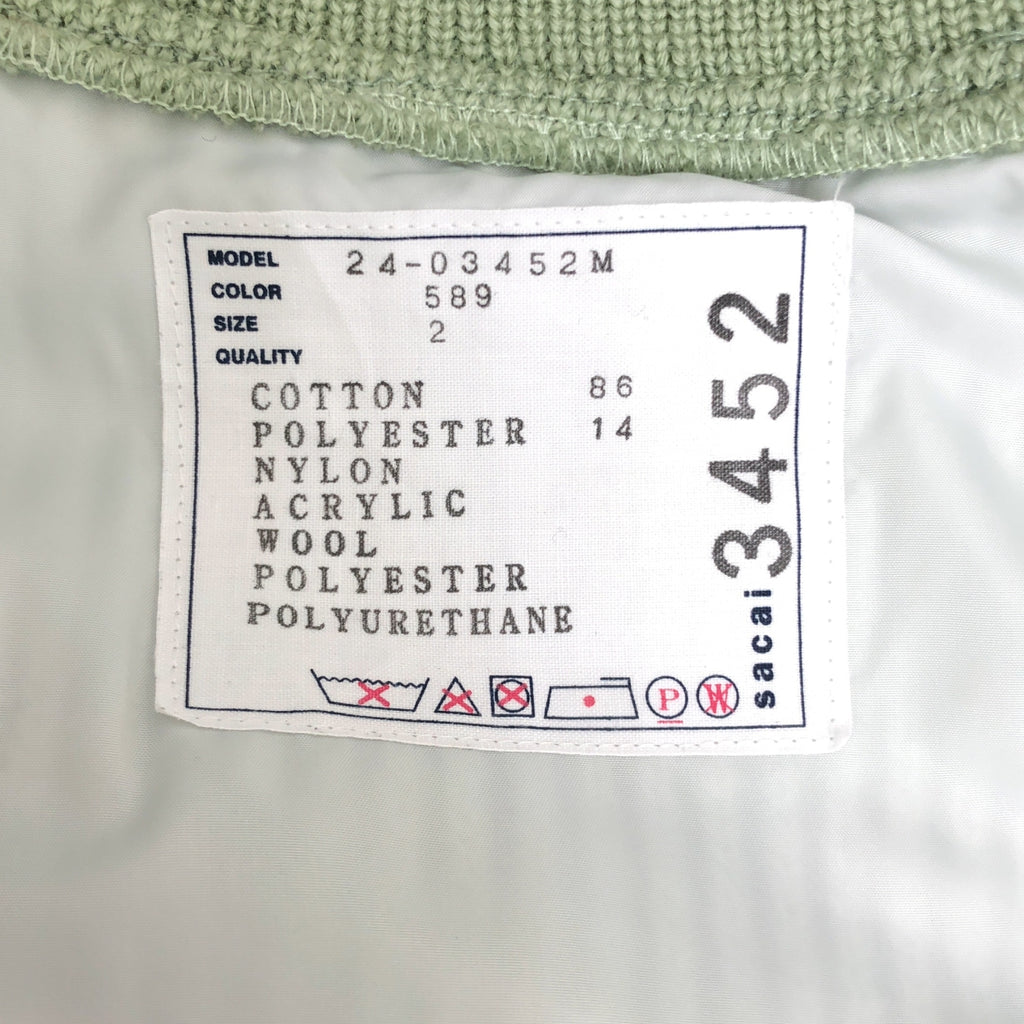 MODEL 24-03452M
COLOR 589
SIZE 2
QUALITY
COTTON 86
POLYESTER 14
NYLON
ACRYLIC
WOOL
POLYESTER
POLYURETHANE
P W
sacai 3452